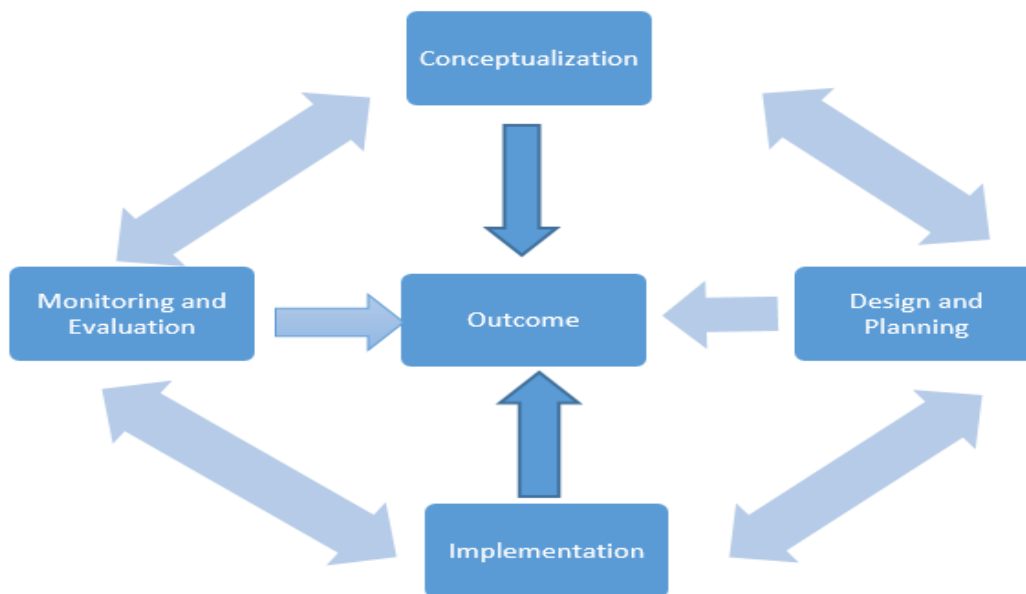 Conceptualization
Monitoring and
Evaluation
Outcome
Design and
Planning
Implementation